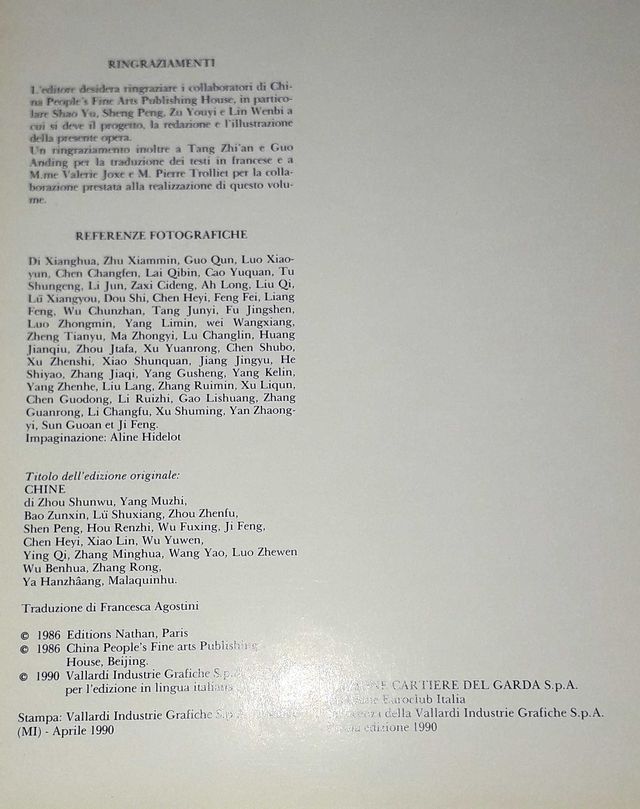 RINGRAZIAMENTI
L'editore desidera ringraziare i collaboratori di Chi-
na People's Fine Arts Publishing House, in partico-
lare Shao Yu, Sheng Peng, Zu Youyi e Lin Wenbi a
cui si deve il progetto, la redazione e l'illustrazione
della presente opera.
Un ringraziamento inoltre a Tang Zhi'an e Guo
Anding per la traduzione dei testi in francese e a
M.me Valerie Joxe e M. Pierre Trolliet per la colla-
borazione prestata alla realizzazione di questo volu-
me.
REFERENZE FOTOGRAFICHE
Di Xianghua, Zhu Xiammin, Guo Qun, Luo Xiao-
yun, Chen Changfen, Lai Qibin, Cao Yuquan, Tu
Shungeng, Li Jun, Zaxi Cideng, Ah Long, Liu Qi,
Lü Xiangyou, Dou Shi, Chen Heyi, Feng Fei, Liang
Feng, Wu Chunzhan, Tang Junyi, Fu Jingshen,
Luo Zhongmin, Yang Limin, wei Wangxiang,
Zheng Tianyu, Ma Zhongyi, Lu Changlin, Huang
Jianqiu, Zhou Jtafa, Xu Yuanrong, Chen Shubo,
Xu Zhenshi, Xiao Shunquan, Jiang Jingyu, He
Shiyao, Zhang Jiaqi, Yang Gusheng, Yang Kelin,
Yang Zhenhe, Liu Lang, Zhang Ruimin, Xu Liqun,
Chen Guodong, Li Ruizhi, Gao Lishuang, Zhang
Guanrong, Li Changfu, Xu Shuming, Yan Zhaong-
yi, Sun Guoan et Ji Feng.
Impaginazione: Aline Hidelot
Titolo dell'edizione originale:
CHINE
di Zhou Shunwu, Yang Muzhi,
Bao Zunxin, Lü Shuxiang, Zhou Zhenfu,
Shen Peng, Hou Renzhi, Wu Fuxing, Ji Feng,
Chen Heyi, Xiao Lin, Wu Yuwen,
Ying Qi, Zhang Minghua, Wang Yao, Luo Zhewen
Wu Benhua, Zhang Rong,
Ya Hanzhâang, Malaquinhu.
Traduzione di Francesca Agostini
© 1986 Editions Nathan, Paris
© 1986 China People's Fine arts Publishing
House, Beijing.
© 1990 Vallardi Industrie Grafiche S.p.A.
per l'edizione in lingua italiana
Stampa: Vallardi Industrie Grafiche S.p.A.
(MI) - Aprile 1990
CARTIERE DEL GARDA S.p.A.
Euroclub Italia
della Vallardi Industrie Grafiche S.p.A.
edizione 1990